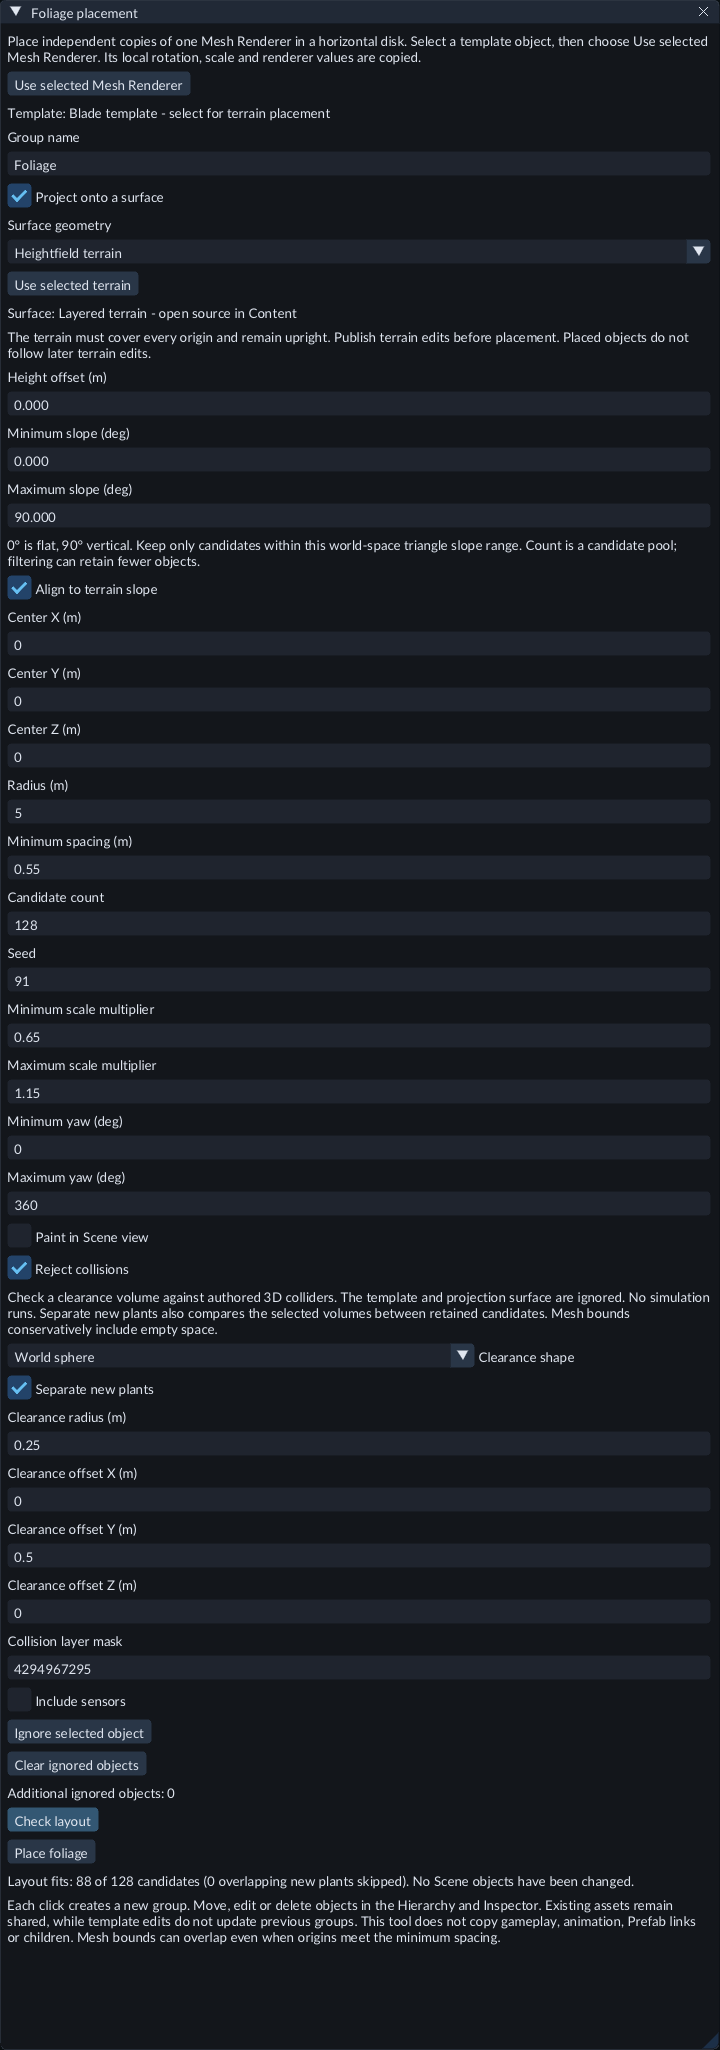 Foliage placement
Place independent copies of one Mesh Renderer in a horizontal disk. Select a template object, then choose Use selected
Mesh Renderer. Its local rotation, scale and renderer values are copied.
Use selected Mesh Renderer
Template: Blade template - select for terrain placement
Group name
Foliage
Project onto a surface
Surface geometry
Heightfield terrain
Use selected terrain
Surface: Layered terrain - open source in Content
The terrain must cover every origin and remain upright. Publish terrain edits before placement. Placed objects do not
follow later terrain edits.
Height offset (m)
0.000
Minimum slope (deg)
0.000
Maximum slope (deg)
90.000
0° is flat, 90° vertical. Keep only candidates within this world-space triangle slope range. Count is a candidate pool;
filtering can retain fewer objects.
Align to terrain slope
Center X (m)
0
Center Y (m)
0
Center Z (m)
0
Radius (m)
5
Minimum spacing (m)
0.55
Candidate count
128
Seed
91
Minimum scale multiplier
0.65
Maximum scale multiplier
1.15
Minimum yaw (deg)
0
Maximum yaw (deg)
360
Paint in Scene view
Reject collisions
Check a clearance volume against authored 3D colliders. The template and projection surface are ignored. No simulation
runs. Separate new plants also compares the selected volumes between retained candidates. Mesh bounds
conservatively include empty space.
World sphere Clearance shape
Separate new plants
Clearance radius (m)
0.25
Clearance offset X (m)
0
Clearance offset Y (m)
0.5
Clearance offset Z (m)
0
Collision layer mask
4294967295
Include sensors
Ignore selected object
Clear ignored objects
Additional ignored objects: 0
Check layout
Place foliage
Layout fits: 88 of 128 candidates (0 overlapping new plants skipped). No Scene objects have been changed.
Each click creates a new group. Move, edit or delete objects in the Hierarchy and Inspector. Existing assets remain
shared, while template edits do not update previous groups. This tool does not copy gameplay, animation, Prefab links
or children. Mesh bounds can overlap even when origins meet the minimum spacing.